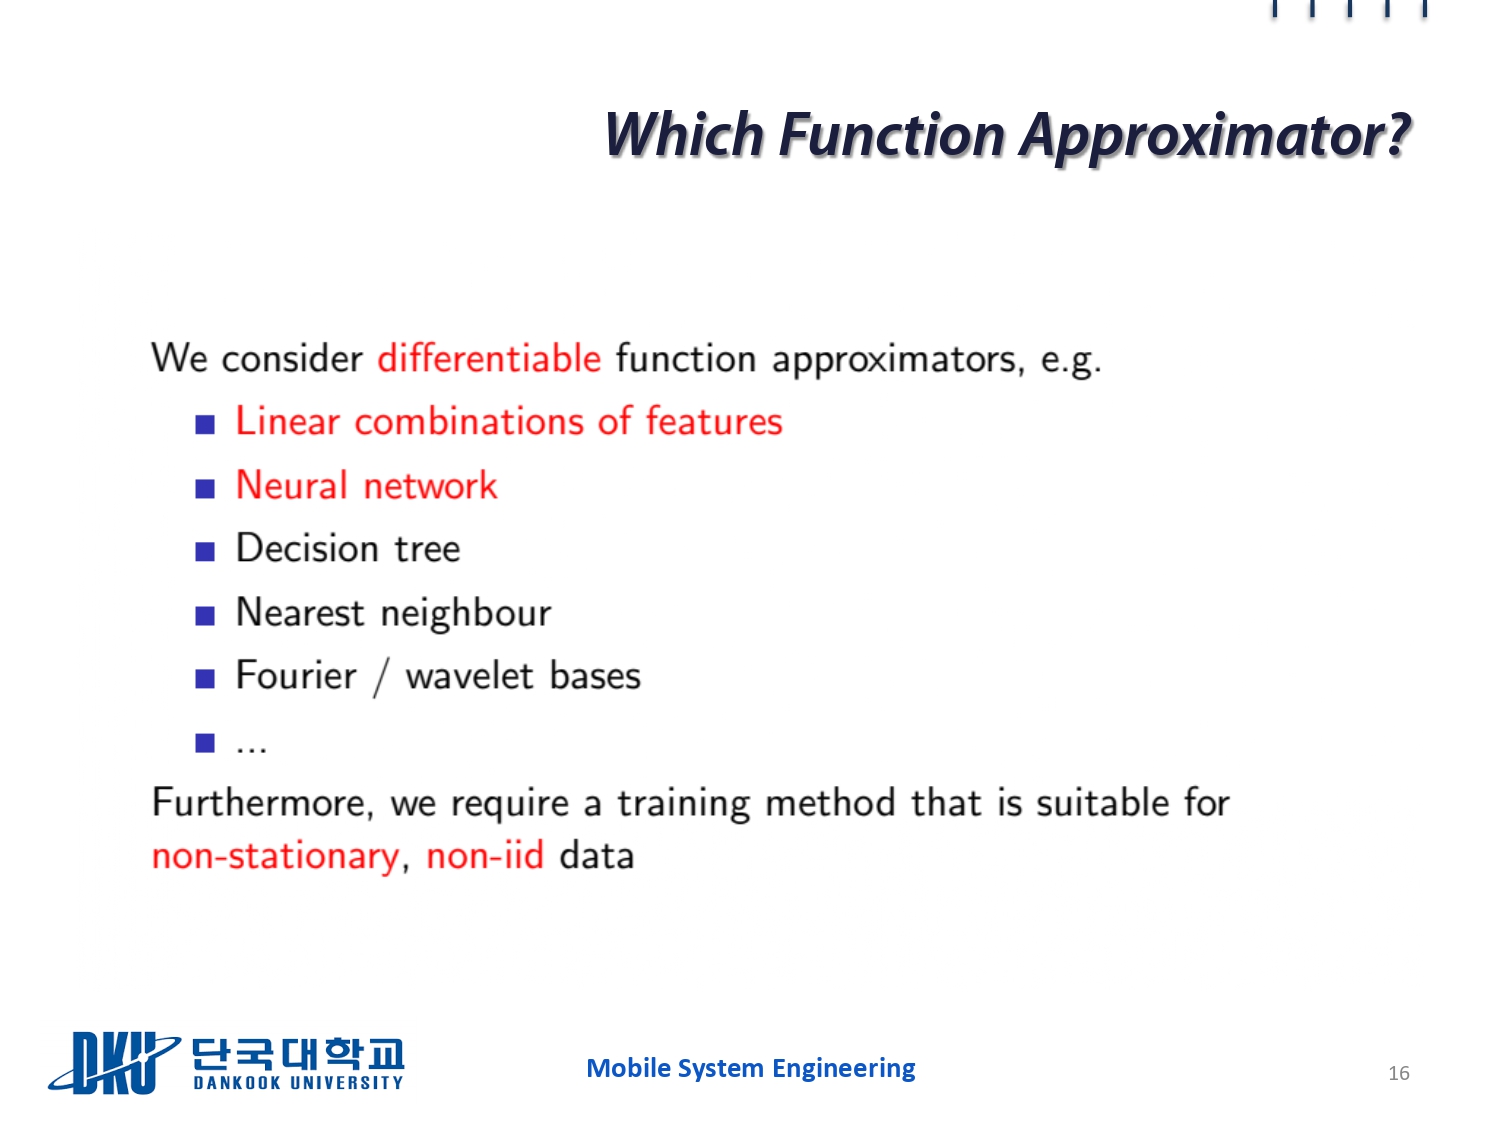 Which Function Approximator?
We consider differentiable function approximators, e.g.
Linear combinations of features
Neural network
Decision tree
Nearest neighbour
Fourier / wavelet bases
...
Furthermore, we require a training method that is suitable for
non-stationary, non-iid data
DKU 단국대학교
DANKOOK UNIVERSITY
Mobile System Engineering
16